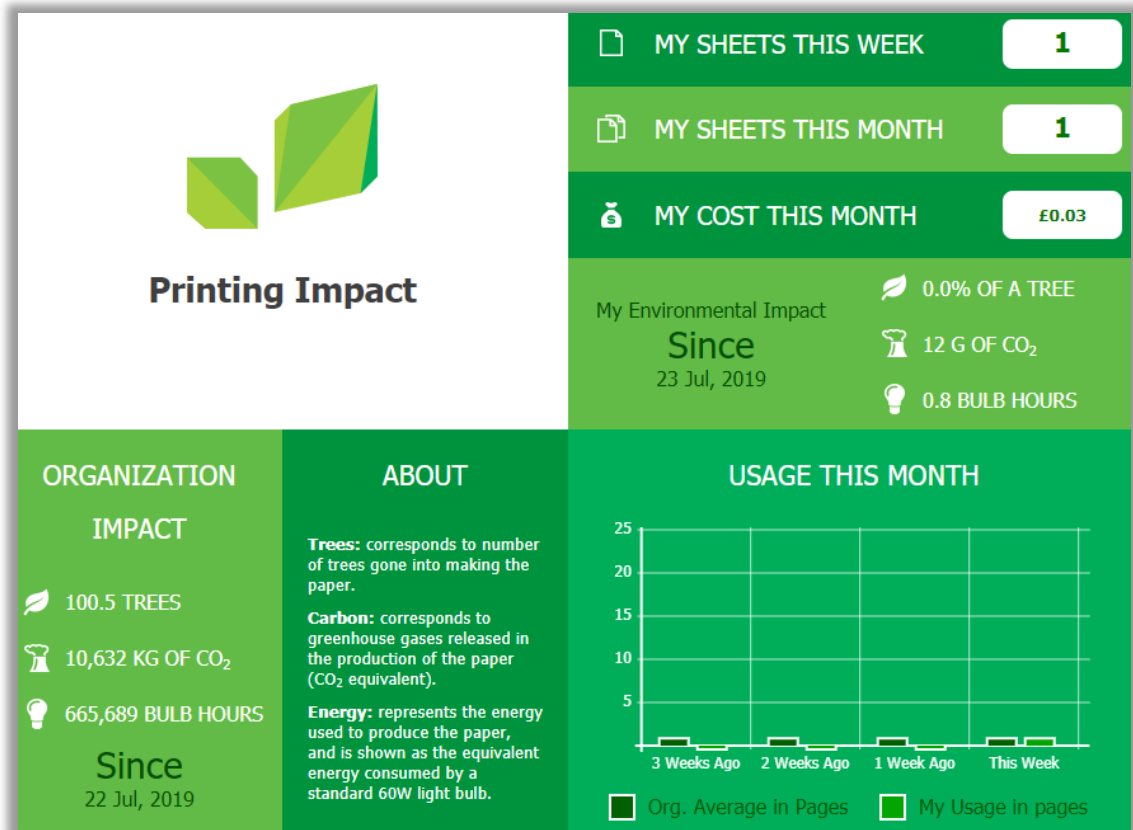 Printing Impact
MY SHEETS THIS WEEK
1
MY SHEETS THIS MONTH
1
MY COST THIS MONTH
£0.03
My Environmental Impact
Since
23 Jul, 2019
0.0% OF A TREE
12 G OF CO₂
0.8 BULB HOURS
ORGANIZATION
IMPACT
100.5 TREES
10,632 KG OF CO₂
665,689 BULB HOURS
Since
22 Jul, 2019
ABOUT
Trees: corresponds to number
of trees gone into making the
paper.
Carbon: corresponds to
greenhouse gases released in
the production of the paper
(CO₂ equivalent).
Energy: represents the energy
used to produce the paper,
and is shown as the equivalent
energy consumed by a
standard 60W light bulb.
USAGE THIS MONTH
25
20
15
10
5
3 Weeks Ago
2 Weeks Ago
1 Week Ago
This Week
Org. Average in Pages
My Usage in pages